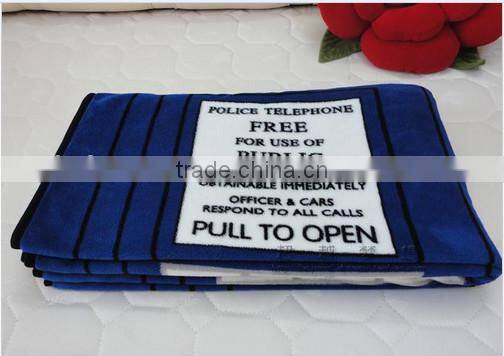 POLICE TELEPHONE
FREE
FOR USE OF
PUBLIC
trade.china.cn
OBTAINABLE IMMEDIATELY
OFFICER & CARS
RESPOND TO ALL CALLS
PULL TO OPEN